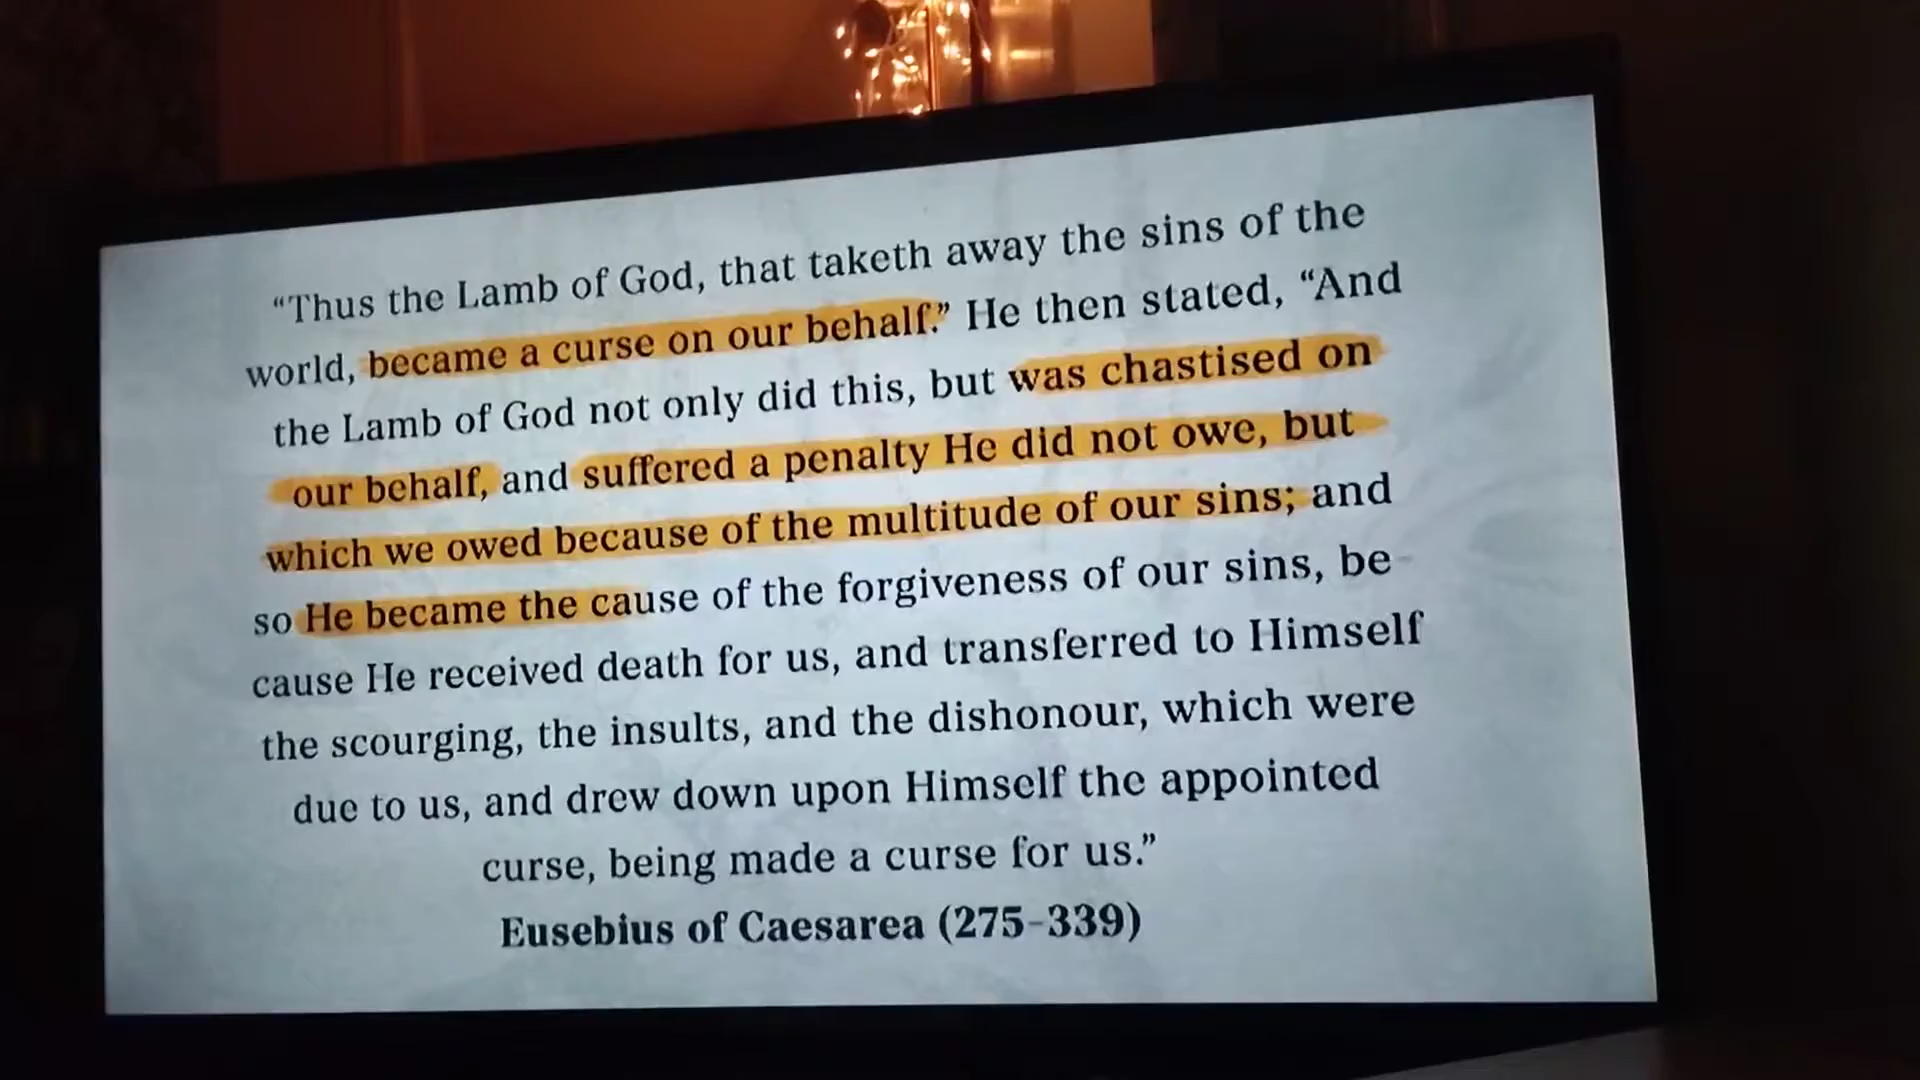 “Thus the Lamb of God, that taketh away the sins of the
world, became a curse on our behalf.” He then stated, “And
the Lamb of God not only did this, but was chastised on
our behalf, and suffered a penalty He did not owe, but
which we owed because of the multitude of our sins; and
so He became the cause of the forgiveness of our sins, be
cause He received death for us, and transferred to Himself
the scourging, the insults, and the dishonour, which were
due to us, and drew down upon Himself the appointed
curse, being made a curse for us.”
Eusebius of Caesarea (275-339)